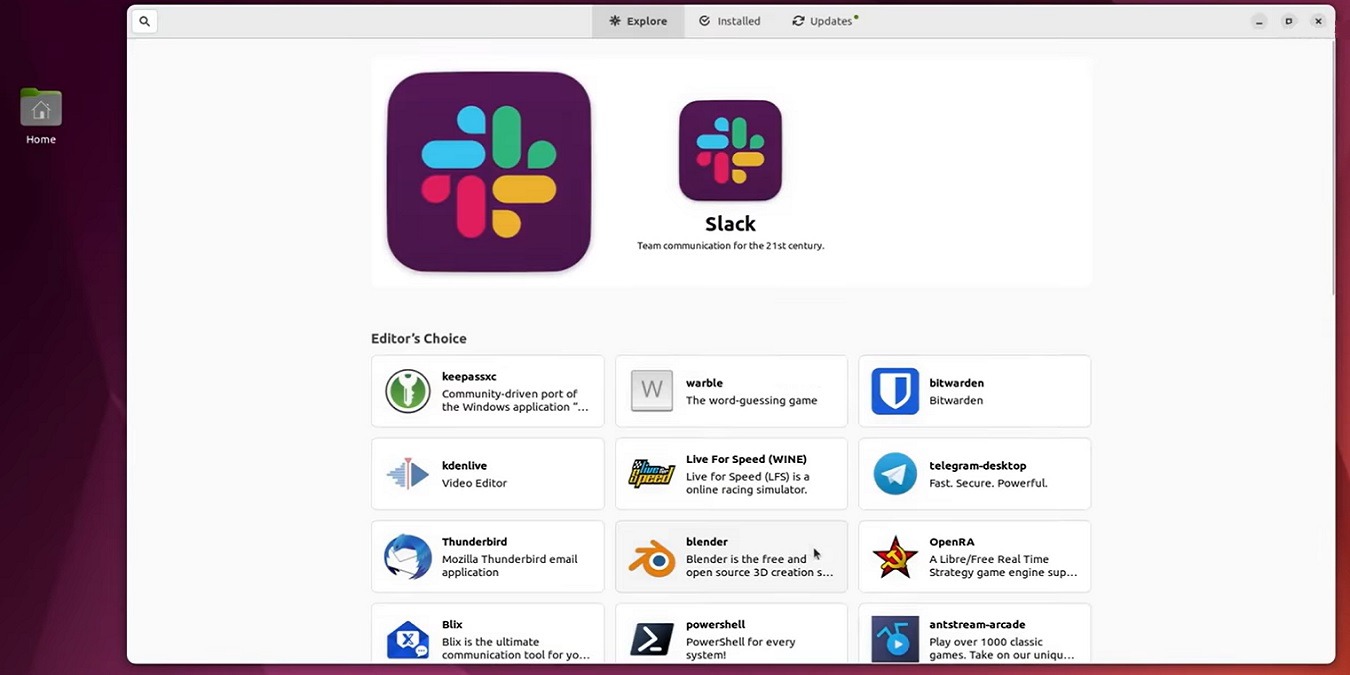 Explore
Installed
Updates
Home
Slack
Team communication for the 21st century.
Editor's Choice
keepassxc
Community-driven port of
the Windows application "...
W
warble
The word-guessing game
bitwarden
Bitwarden
kdenlive
Video Editor
Live for Speed
Live For Speed (WINE)
Live for Speed (LFS) is a
online racing simulator.
telegram-desktop
Fast. Secure. Powerful.
Thunderbird
Mozilla Thunderbird email
application
blender
Blender is the free and
open source 3D creation s...
OpenRA
A Libre/Free Real Time
Strategy game engine sup...
Blix
Blix is the ultimate
communication tool for yo...
powershell
PowerShell for every
system!
antstream-arcade
Play over 1000 classic
games. Take on our uniqu...